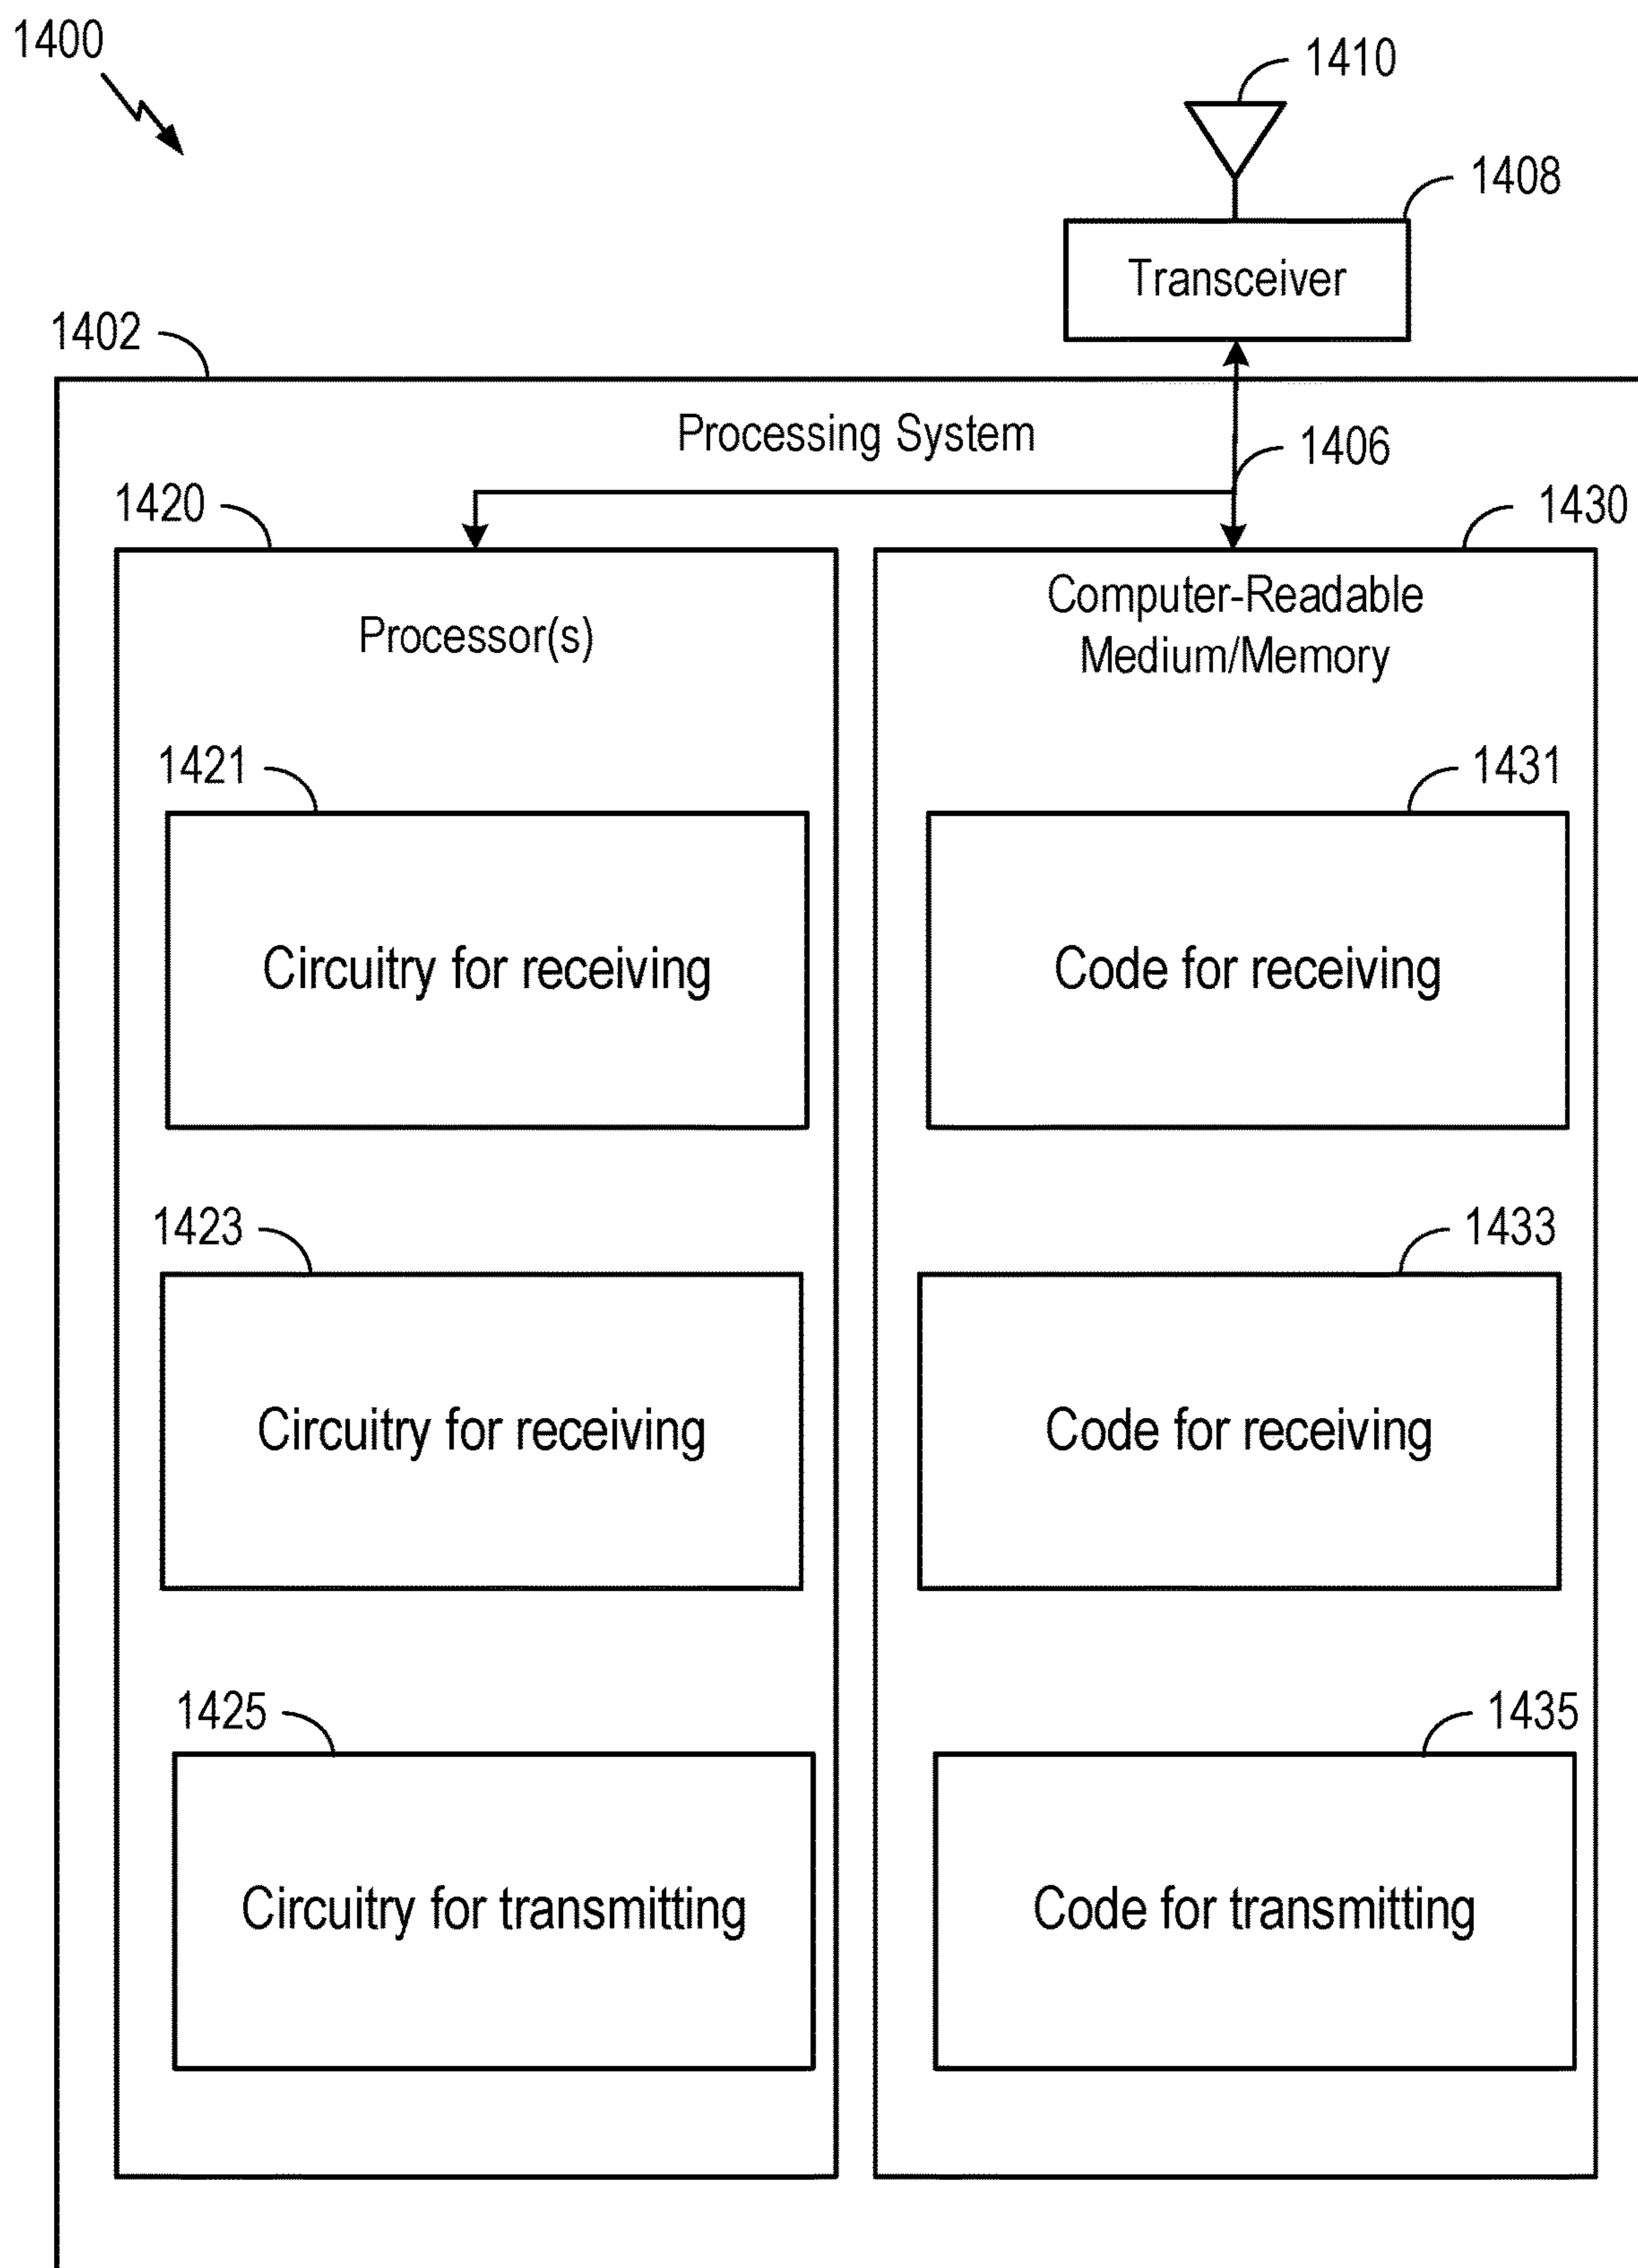 1400
1410
1408
Transceiver
1402
Processing System
1406
1420
1430
Processor(s)
Computer-Readable
Medium/Memory
1421
1431
Circuitry for receiving
Code for receiving
1423
1433
Circuitry for receiving
Code for receiving
1425
1435
Circuitry for transmitting
Code for transmitting